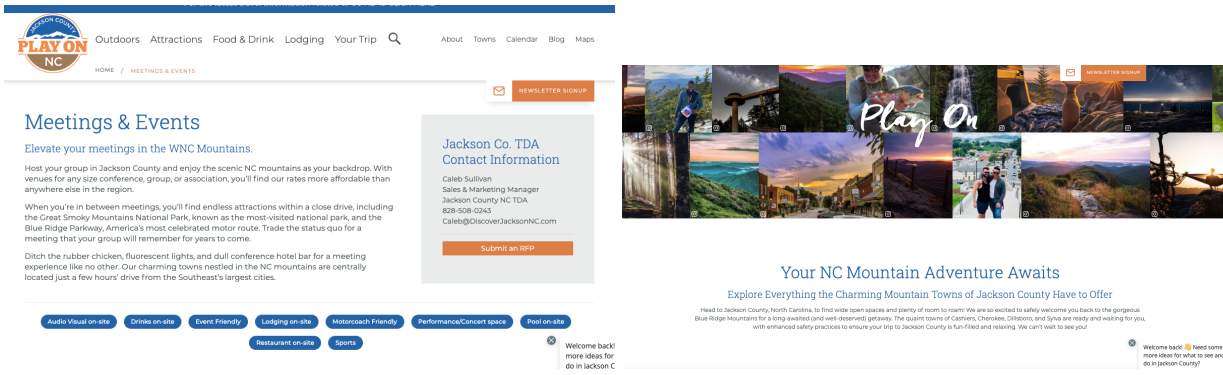 JACKSON COUNTY
PLAY ON
NC
Outdoors Attractions Food & Drink Lodging Your Trip
About Towns Calendar Blog Maps
HOME / MEETINGS & EVENTS
NEWSLETTER SIGNUP
Meetings & Events
Elevate your meetings in the WNC Mountains.
Host your group in Jackson County and enjoy the scenic NC mountains as your backdrop. With
venues for any size conference, group, or association, you'll find our rates more affordable than
anywhere else in the region.
When you're in between meetings, you'll find endless attractions within a close drive, including
the Great Smoky Mountains National Park, known as the most-visited national park, and the
Blue Ridge Parkway, America's most celebrated motor route. Trade the status quo for a
meeting that your group will remember for years to come.
Ditch the rubber chicken, fluorescent lights, and dull conference hotel bar for a meeting
experience like no other. Our charming towns nestled in the NC mountains are centrally
located just a few hours' drive from the Southeast's largest cities.
Jackson Co. TDA
Contact Information
Caleb Sullivan
Sales & Marketing Manager
Jackson County NC TDA
828-508-0243
Caleb@DiscoverJacksonNC.com
Submit an RFP
Audio Visual on-site Drinks on-site Event Friendly Lodging on-site Motorcoach Friendly Performance/Concert space Pool on-site
Restaurant on-site Sports
Welcome back!
more ideas for
do in Jackson C
NEWSLETTER SIGNUP
Play On
Your NC Mountain Adventure Awaits
Explore Everything the Charming Mountain Towns of Jackson County Have to Offer
Head to Jackson County, North Carolina, to find wide open spaces and plenty of room to roam! We are so excited to safely welcome you back to the gorgeous
Blue Ridge Mountains for a long-awaited (and well-deserved) getaway. The quaint towns of Cashiers, Cherokee, Dillsboro, and Sylva are ready and waiting for you,
with enhanced safety practices to ensure your trip to Jackson County is fun-filled and relaxing. We can't wait to see you!
Welcome back! 👋 Need some
more ideas for what to see and
do in Jackson County?